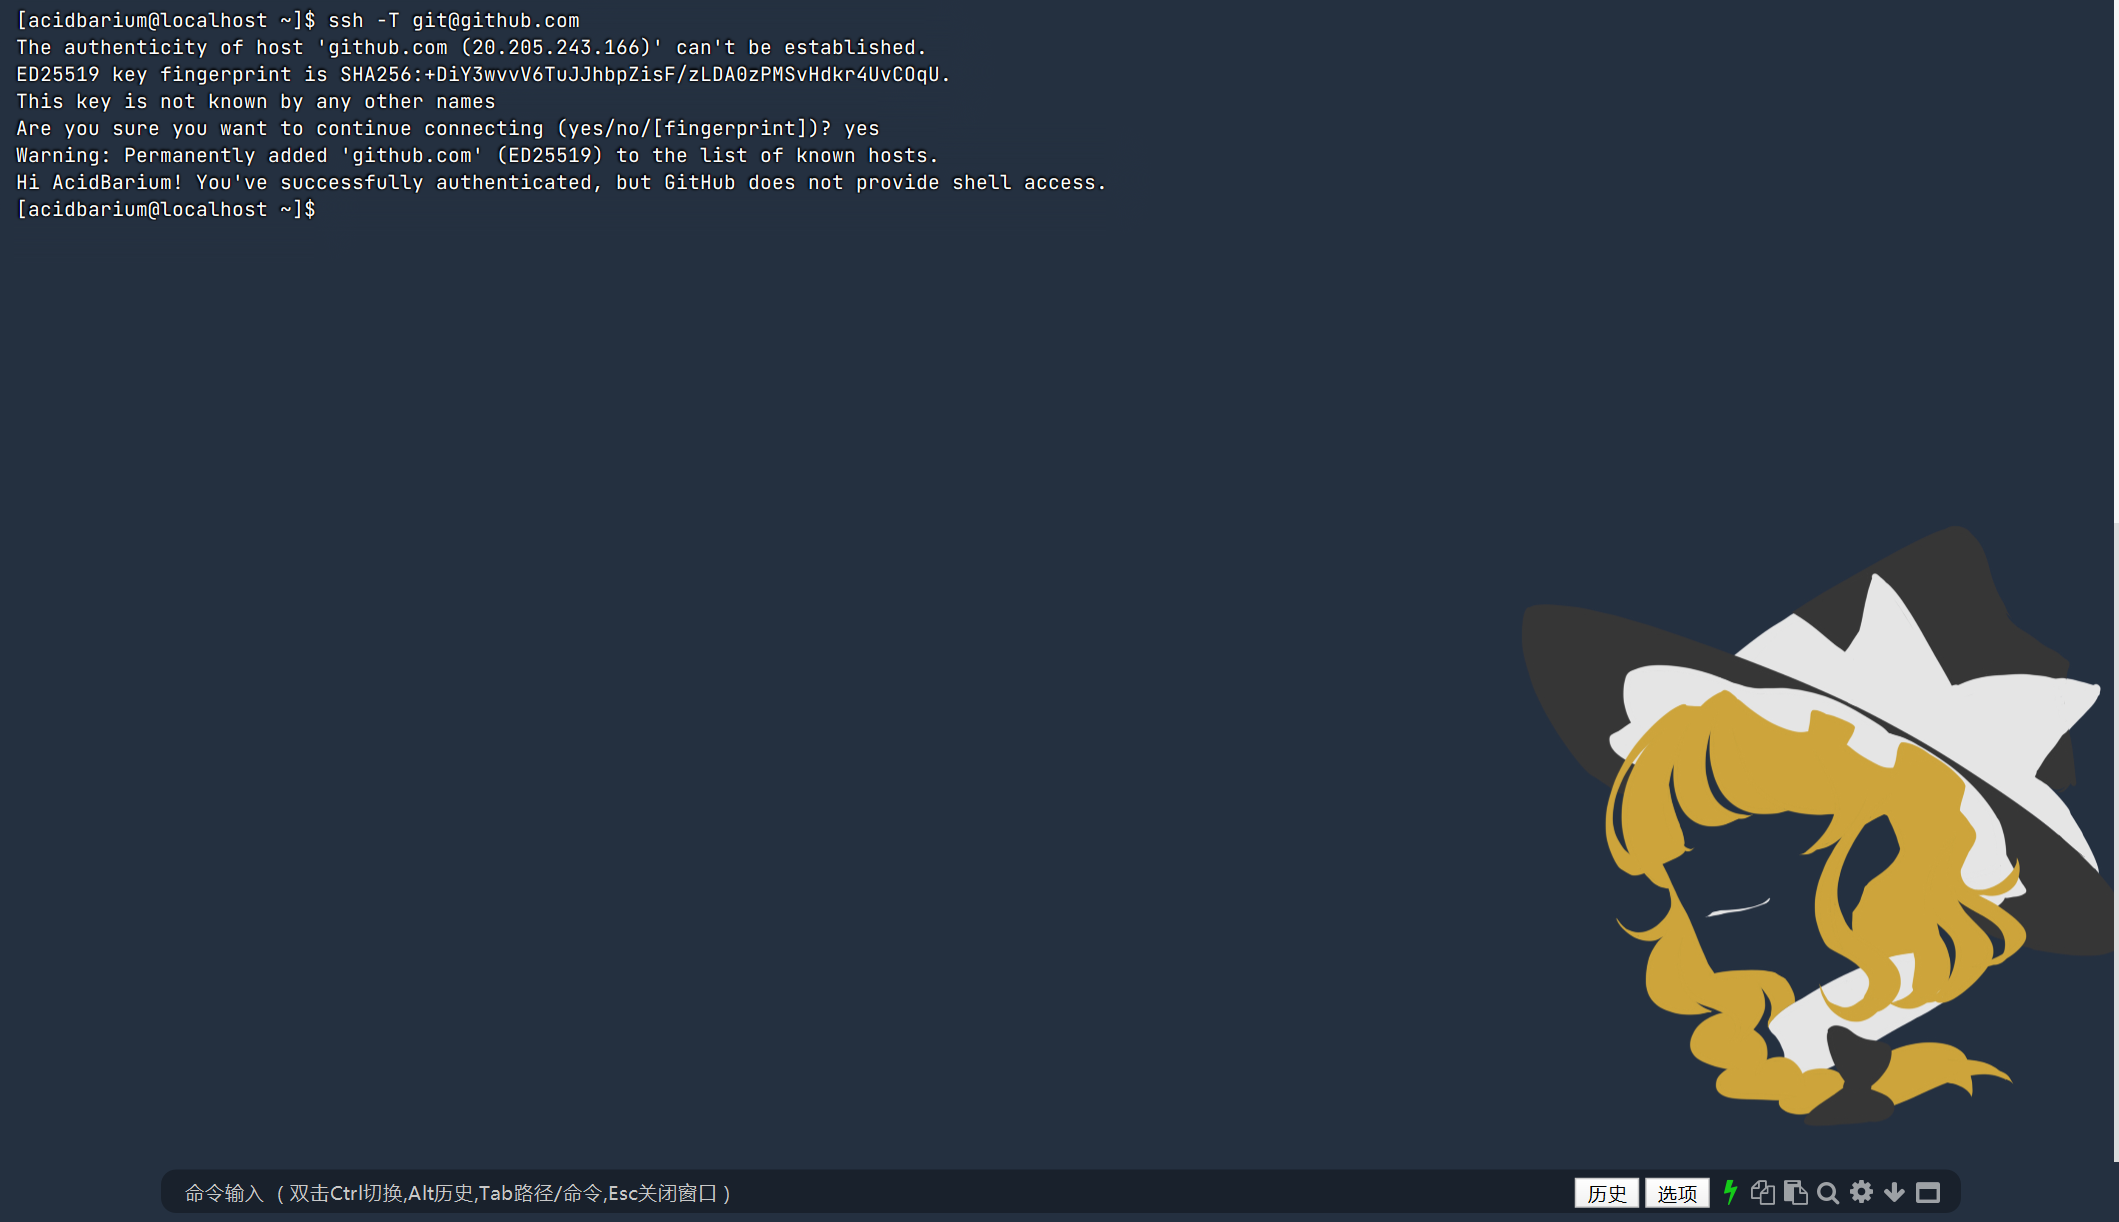 [acidbarium@localhost ~]$ ssh -T git@github.com
The authenticity of host 'github.com (20.205.243.166)' can't be established.
ED25519 key fingerprint is SHA256:+DiY3wvvV6TuJJhbpZisF/zLDA0zPMSvHdkr4UvCOqU.
This key is not known by any other names
Are you sure you want to continue connecting (yes/no/[fingerprint])? yes
Warning: Permanently added 'github.com' (ED25519) to the list of known hosts.
Hi AcidBarium! You've successfully authenticated, but GitHub does not provide shell access.
[acidbarium@localhost ~]$
命令输入 （双击Ctrl切换,Alt历史,Tab路径/命令,Esc关闭窗口） 历史 选项